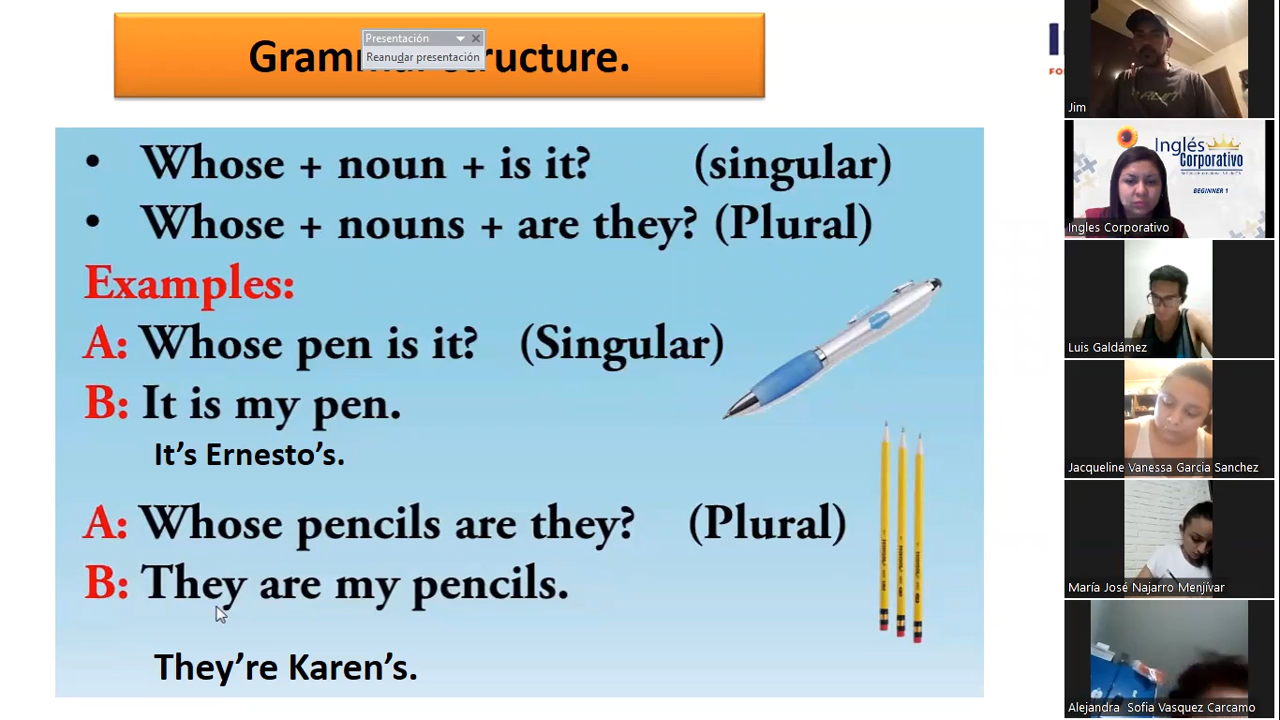 Grammar structure.
Presentación
Reanudar presentación
• Whose + noun + is it? (singular)
• Whose + nouns + are they? (Plural)
Examples:
A: Whose pen is it? (Singular)
B: It is my pen.
It's Ernesto's.
A: Whose pencils are they? (Plural)
B: They are my pencils.
They're Karen's.
Jim
Inglés
Corporativo
BEGINNER 1
Ingles Corporativo
Luis Galdámez
Jacqueline Vanessa Garcia Sanchez
María José Najarro Menjívar
Alejandra Sofia Vasquez Carcamo